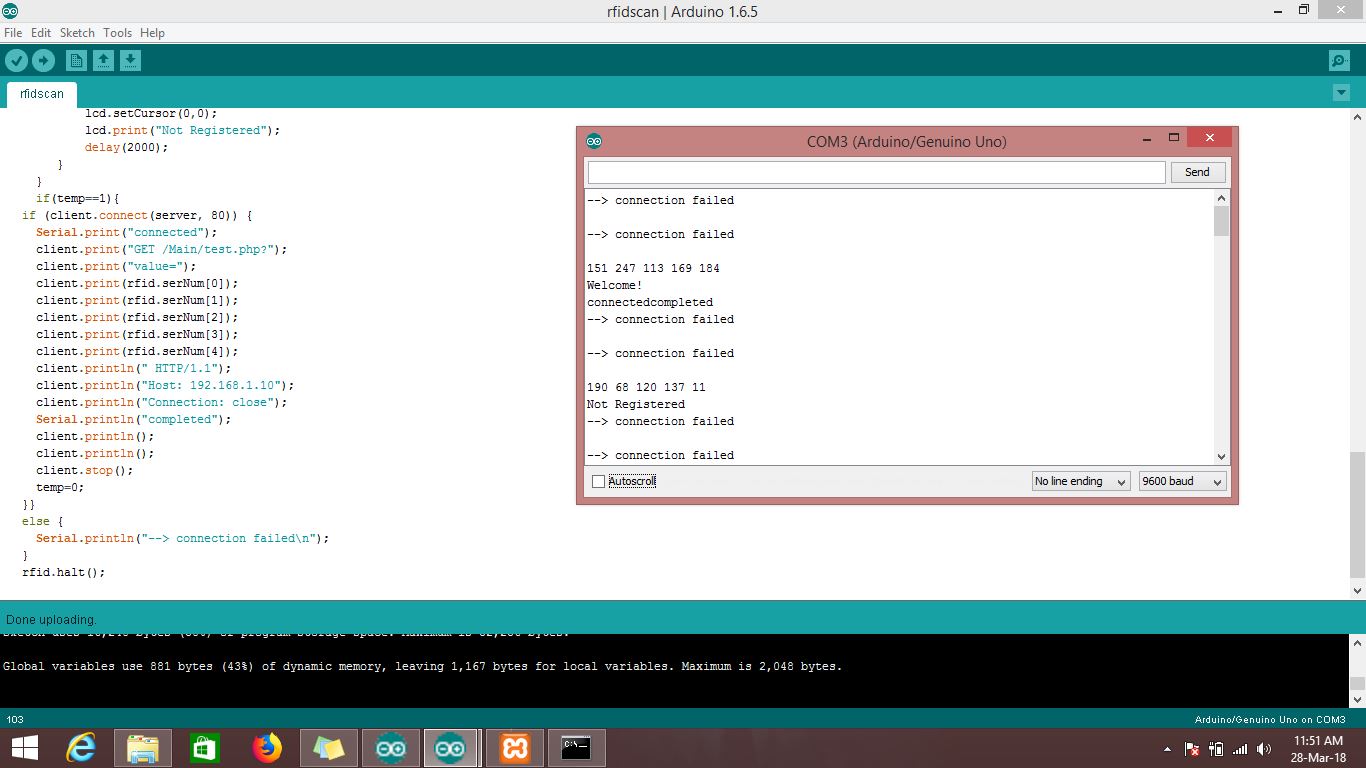 rfidscan | Arduino 1.6.5
File Edit Sketch Tools Help
rfidscan
lcd.setCursor(0,0);
lcd.print("Not Registered");
delay(2000);
}
}
if(temp==1){
if (client.connect(server, 80)) {
Serial.print("connected");
client.print("GET /Main/test.php?");
client.print("value=");
client.print(rfid.serNum[0]);
client.print(rfid.serNum[1]);
client.print(rfid.serNum[2]);
client.print(rfid.serNum[3]);
client.print(rfid.serNum[4]);
client.println(" HTTP/1.1");
client.println("Host: 192.168.1.10");
client.println("Connection: close");
Serial.println("completed");
client.println();
client.println();
client.stop();
temp=0;
}}
else {
Serial.println("--> connection failed\n");
}
rfid.halt();
COM3 (Arduino/Genuino Uno)
Send
--> connection failed
--> connection failed
151 247 113 169 184
Welcome!
connectedcompleted
--> connection failed
--> connection failed
190 68 120 137 11
Not Registered
--> connection failed
--> connection failed
Autoscroll
No line ending
9600 baud
Done uploading.
Global variables use 881 bytes (43%) of dynamic memory, leaving 1,167 bytes for local variables. Maximum is 2,048 bytes.
103
Arduino/Genuino Uno on COM3
C:\
11:51 AM
28-Mar-18